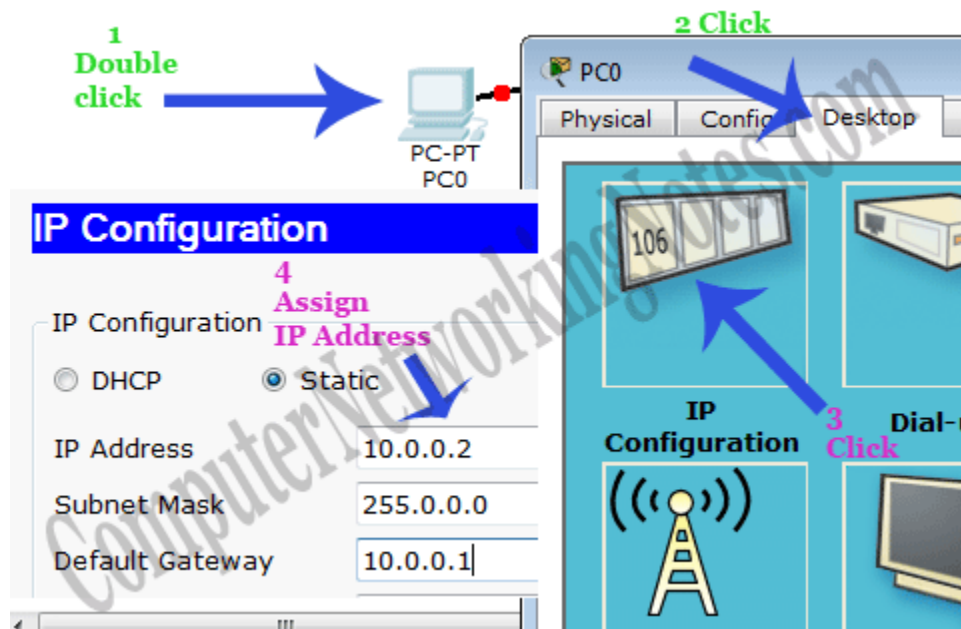 1
Double
click
2 Click
PC-PT
PC0
PC0
Physical
Config
Desktop
IP Configuration
4
Assign
IP Address
IP Configuration
DHCP
Static
IP Address
10.0.0.2
Subnet Mask
255.0.0.0
Default Gateway
10.0.0.1
106
IP
Configuration
3
Click
Dial-
ComputerNetworkingNotes.com